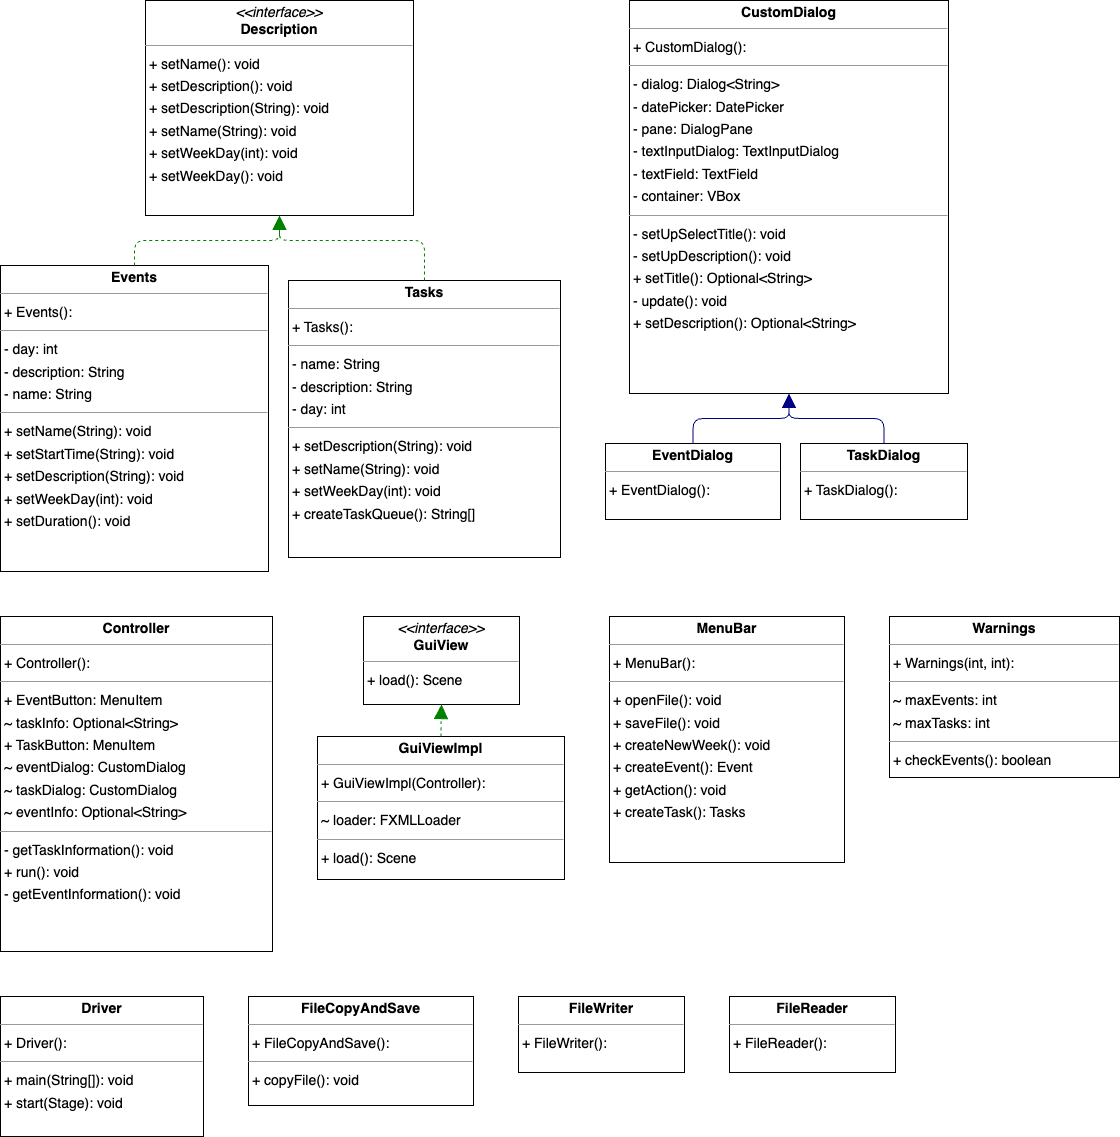 <<interface>>
Description
+ setName(): void
+ setDescription(): void
+ setDescription(String): void
+ setName(String): void
+ setWeekDay(int): void
+ setWeekDay(): void
CustomDialog
+ CustomDialog():
- dialog: Dialog<String>
- datePicker: DatePicker
- pane: DialogPane
- textInputDialog: TextInputDialog
- textField: TextField
- container: VBox
- setUpSelectTitle(): void
- setUpDescription(): void
+ setTitle(): Optional<String>
- update(): void
+ setDescription(): Optional<String>
Events
+ Events():
- day: int
- description: String
- name: String
+ setName(String): void
+ setStartTime(String): void
+ setDescription(String): void
+ setWeekDay(int): void
+ setDuration(): void
Tasks
+ Tasks():
- name: String
- description: String
- day: int
+ setDescription(String): void
+ setName(String): void
+ setWeekDay(int): void
+ createTaskQueue(): String[]
EventDialog
+ EventDialog():
TaskDialog
+ TaskDialog():
Controller
+ Controller():
+ EventButton: MenuItem
~ taskInfo: Optional<String>
+ TaskButton: MenuItem
~ eventDialog: CustomDialog
~ taskDialog: CustomDialog
~ eventInfo: Optional<String>
- getTaskInformation(): void
+ run(): void
- getEventInformation(): void
<<interface>>
GuiView
+ load(): Scene
GuiViewImpl
+ GuiViewImpl(Controller):
~ loader: FXMLLoader
+ load(): Scene
MenuBar
+ MenuBar():
+ openFile(): void
+ saveFile(): void
+ createNewWeek(): void
+ createEvent(): Event
+ getAction(): void
+ createTask(): Tasks
Warnings
+ Warnings(int, int):
~ maxEvents: int
~ maxTasks: int
+ checkEvents(): boolean
Driver
+ Driver():
+ main(String[]): void
+ start(Stage): void
FileCopyAndSave
+ FileCopyAndSave():
+ copyFile(): void
FileWriter
+ FileWriter():
FileReader
+ FileReader():